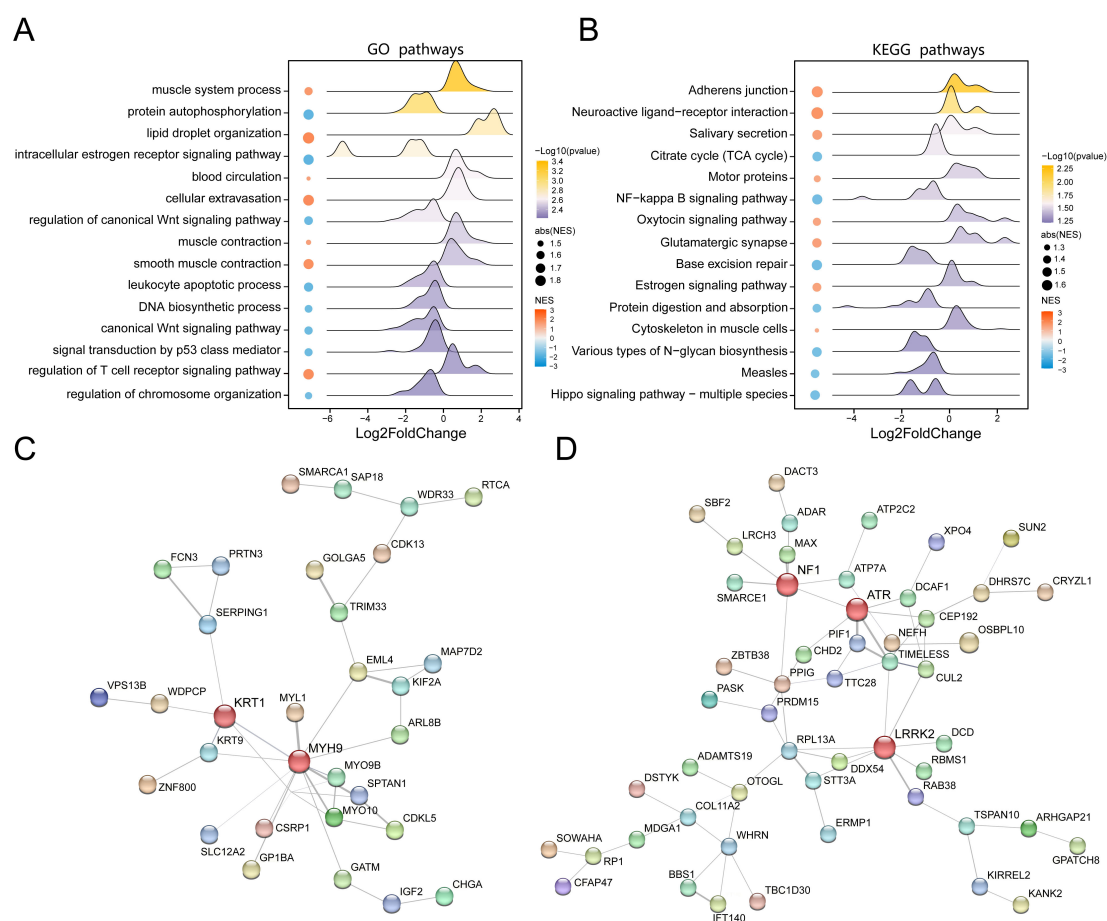 A
GO pathways
muscle system process
protein autophosphorylation
lipid droplet organization
intracellular estrogen receptor signaling pathway
blood circulation
cellular extravasation
regulation of canonical Wnt signaling pathway
muscle contraction
smooth muscle contraction
leukocyte apoptotic process
DNA biosynthetic process
canonical Wnt signaling pathway
signal transduction by p53 class mediator
regulation of T cell receptor signaling pathway
regulation of chromosome organization
−6 −4 −2 0 2 4
Log2FoldChange
−Log10(pvalue)
3.4
3.0
2.8
2.6
2.4
abs(NES)
1.5
1.6
1.7
1.8
NES
3
2
1
0
−1
−2
−3
B
KEGG pathways
Adherens junction
Neuroactive ligand−receptor interaction
Salivary secretion
Citrate cycle (TCA cycle)
Motor proteins
NF−kappa B signaling pathway
Oxytocin signaling pathway
Glutamatergic synapse
Base excision repair
Estrogen signaling pathway
Protein digestion and absorption
Cytoskeleton in muscle cells
Various types of N−glycan biosynthesis
Measles
Hippo signaling pathway − multiple species
−4 −2 0 2
Log2FoldChange
−Log10(pvalue)
2.25
2.00
1.75
1.50
1.25
abs(NES)
1.3
1.4
1.5
1.6
NES
3
2
1
0
−1
−2
−3
C
SMARCA1
SAP18
WDR33
RTCA
CDK13
GOLGA5
FCN3
PRTN3
TRIM33
SERPING1
EML4
MAP7D2
KIF2A
VPS13B
WDPCP
KRT1
MYL1
ARL8B
KRT9
MYH9
ZNF800
MYO9B
SPTAN1
MYO10
CDKL5
SLC12A2
CSRP1
GP1BA
GATM
IGF2
CHGA
D
DACT3
SBF2
ADAR
ATP2C2
LRCH3
MAX
XPO4
SUN2
NF1
ATP7A
SMARCE1
DCAF1
DHRS7C
CRYZL1
ATR
CEP192
PIF1
NEFH
OSBPL10
CHD2
TIMELESS
ZBTB38
PPIG
TTC28
CUL2
PASK
PRDM15
LRRK2
DCD
RPL13A
RBMS1
ADAMTS19
DDX54
STT3A
RAB38
DSTYK
OTOGL
COL11A2
TSPAN10
ARHGAP21
ERMP1
SOWAHA
MDGA1
WHRN
GPATCH8
RP1
CFAP47
BBS1
TBC1D30
KIRREL2
IFT140
KANK2